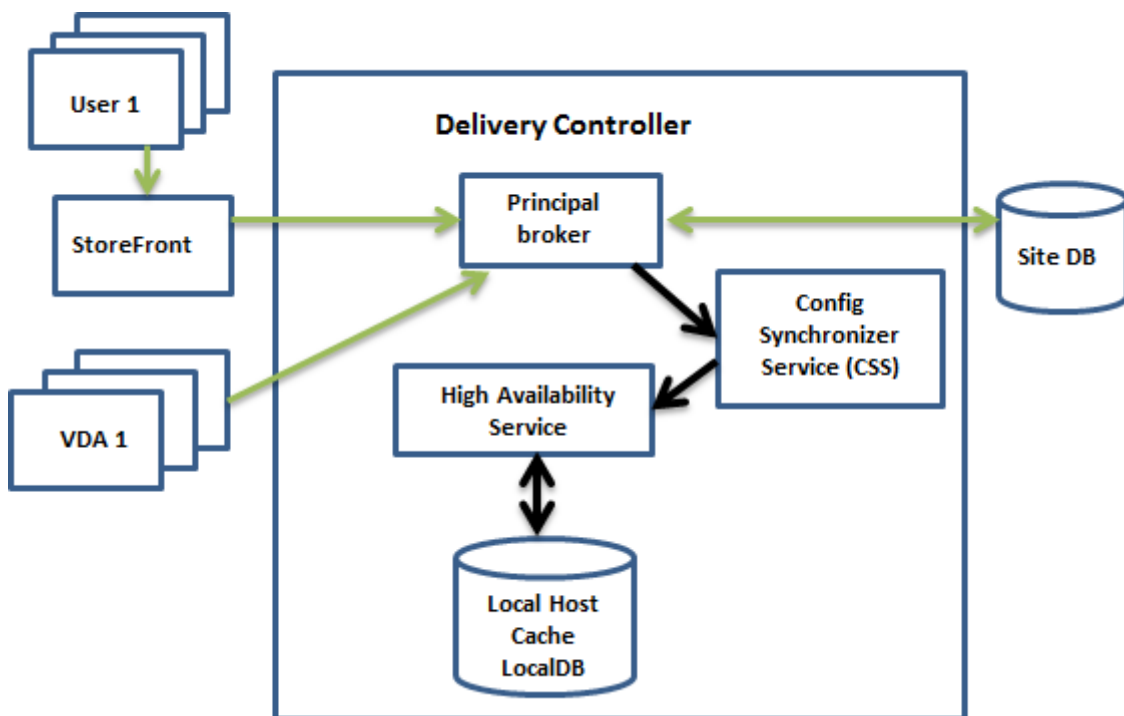 User 1
Delivery Controller
StoreFront
Principal
broker
Site DB
Config
Synchronizer
Service (CSS)
High Availability
Service
VDA 1
Local Host
Cache
LocalDB